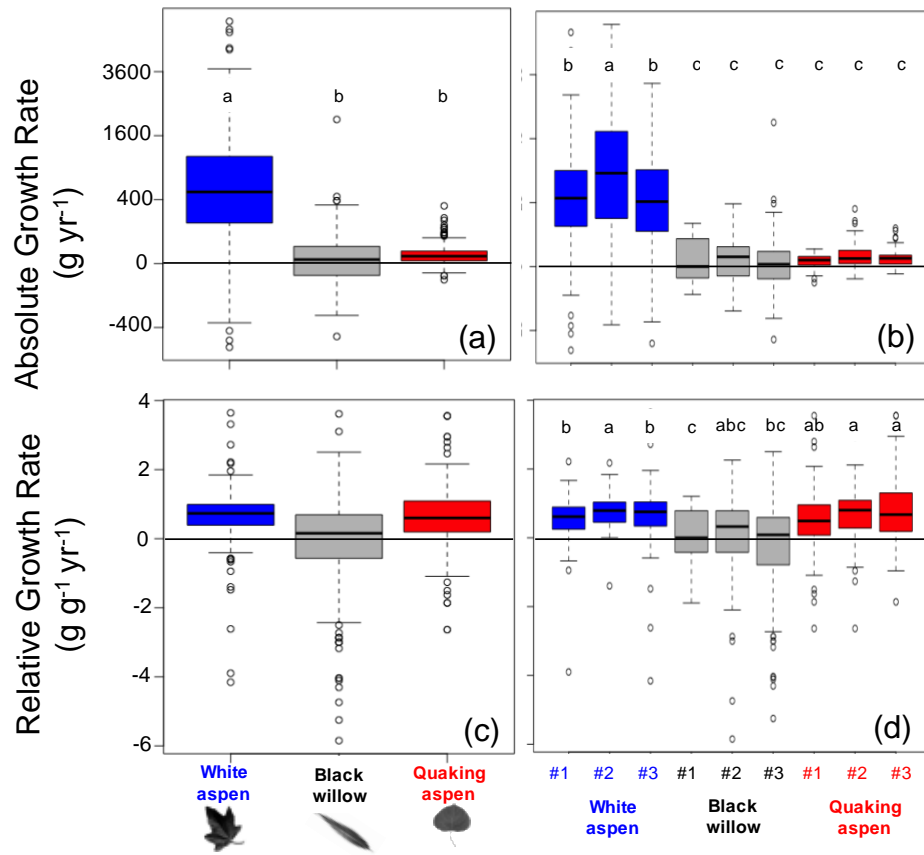 Absolute Growth Rate
(g yr-1)
3600
1600
400
0
-400
a
b
b
(a)
b
a
b
c
c
c
c
c
c
(b)
Relative Growth Rate
(g g-1 yr-1)
4
2
0
-2
-4
-6
(c)
b
a
b
c
abc
bc
ab
a
a
(d)
White
aspen
Black
willow
Quaking
aspen
#1 #2 #3 #1 #2 #3 #1 #2 #3
White
aspen
Black
willow
Quaking
aspen